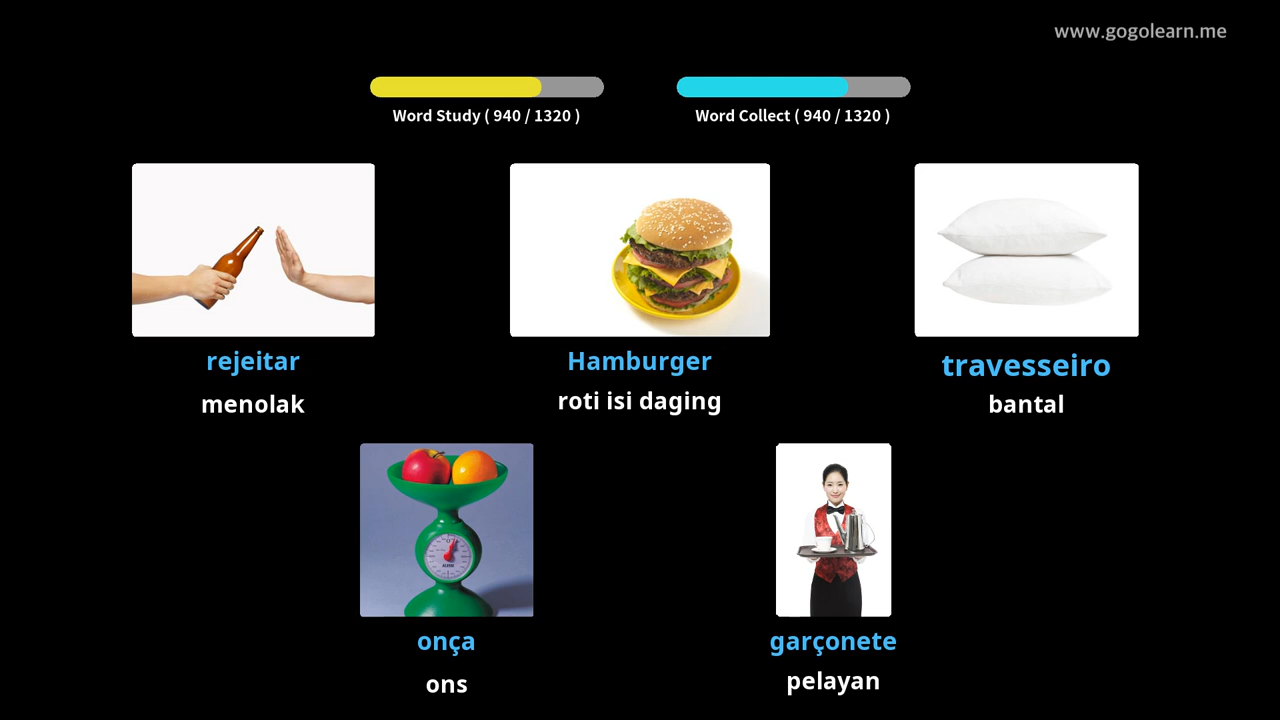 www.gogolearn.me
Word Study ( 940 / 1320 )
Word Collect ( 940 / 1320 )
rejeitar
menolak
Hamburger
roti isi daging
travesseiro
bantal
onça
ons
garçonete
pelayan